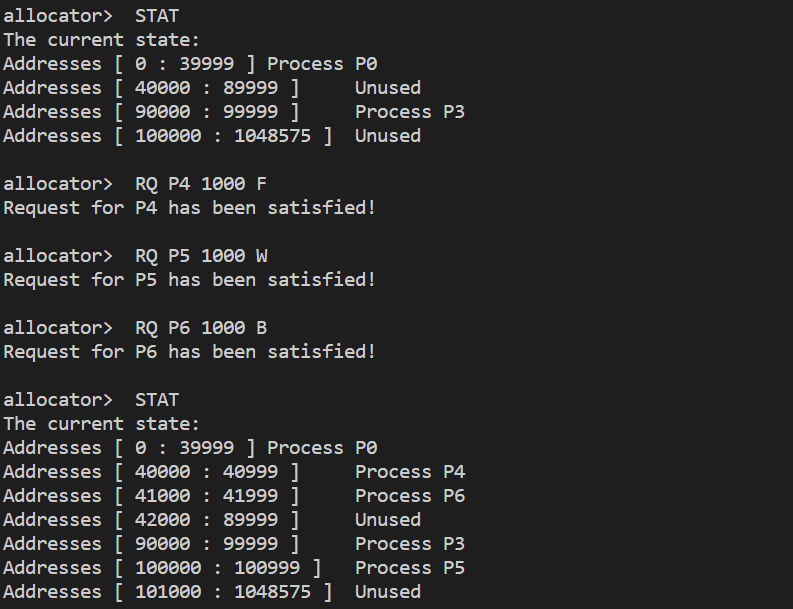 allocator>  STAT
The current state:
Addresses [ 0 : 39999 ] Process P0
Addresses [ 40000 : 89999 ]     Unused
Addresses [ 90000 : 99999 ]     Process P3
Addresses [ 100000 : 1048575 ]  Unused
allocator>  RQ P4 1000 F
Request for P4 has been satisfied!
allocator>  RQ P5 1000 W
Request for P5 has been satisfied!
allocator>  RQ P6 1000 B
Request for P6 has been satisfied!
allocator>  STAT
The current state:
Addresses [ 0 : 39999 ] Process P0
Addresses [ 40000 : 40999 ]     Process P4
Addresses [ 41000 : 41999 ]     Process P6
Addresses [ 42000 : 89999 ]     Unused
Addresses [ 90000 : 99999 ]     Process P3
Addresses [ 100000 : 100999 ]   Process P5
Addresses [ 101000 : 1048575 ]  Unused